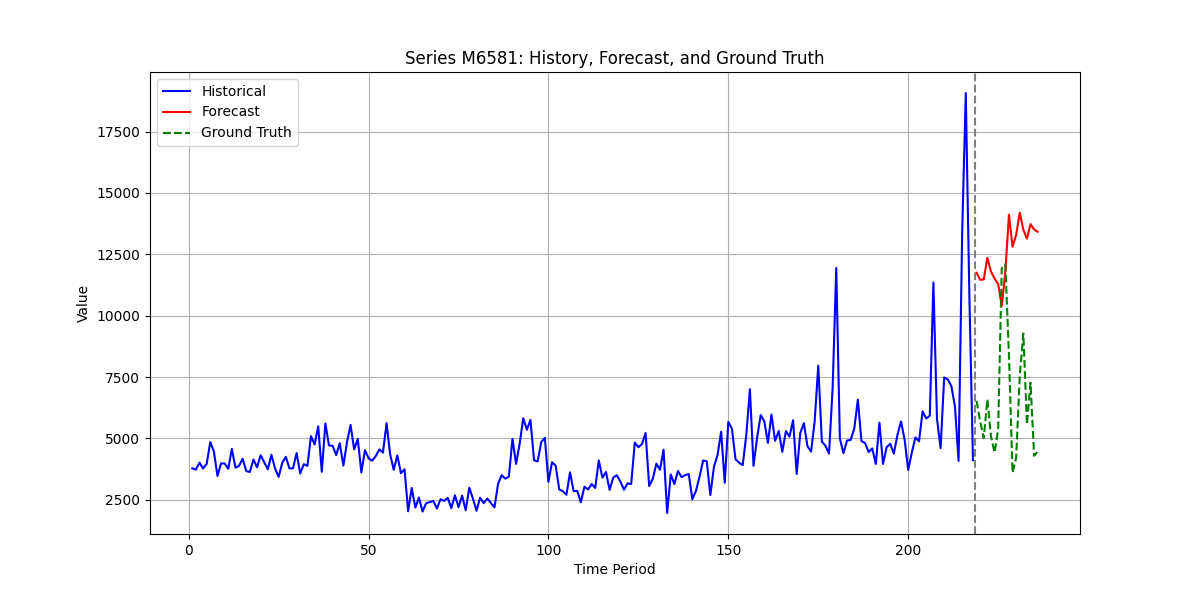 Series M6581: History, Forecast, and Ground Truth
Historical
Forecast
Ground Truth
Value
17500
15000
12500
10000
7500
5000
2500
0
50
100
150
200
Time Period